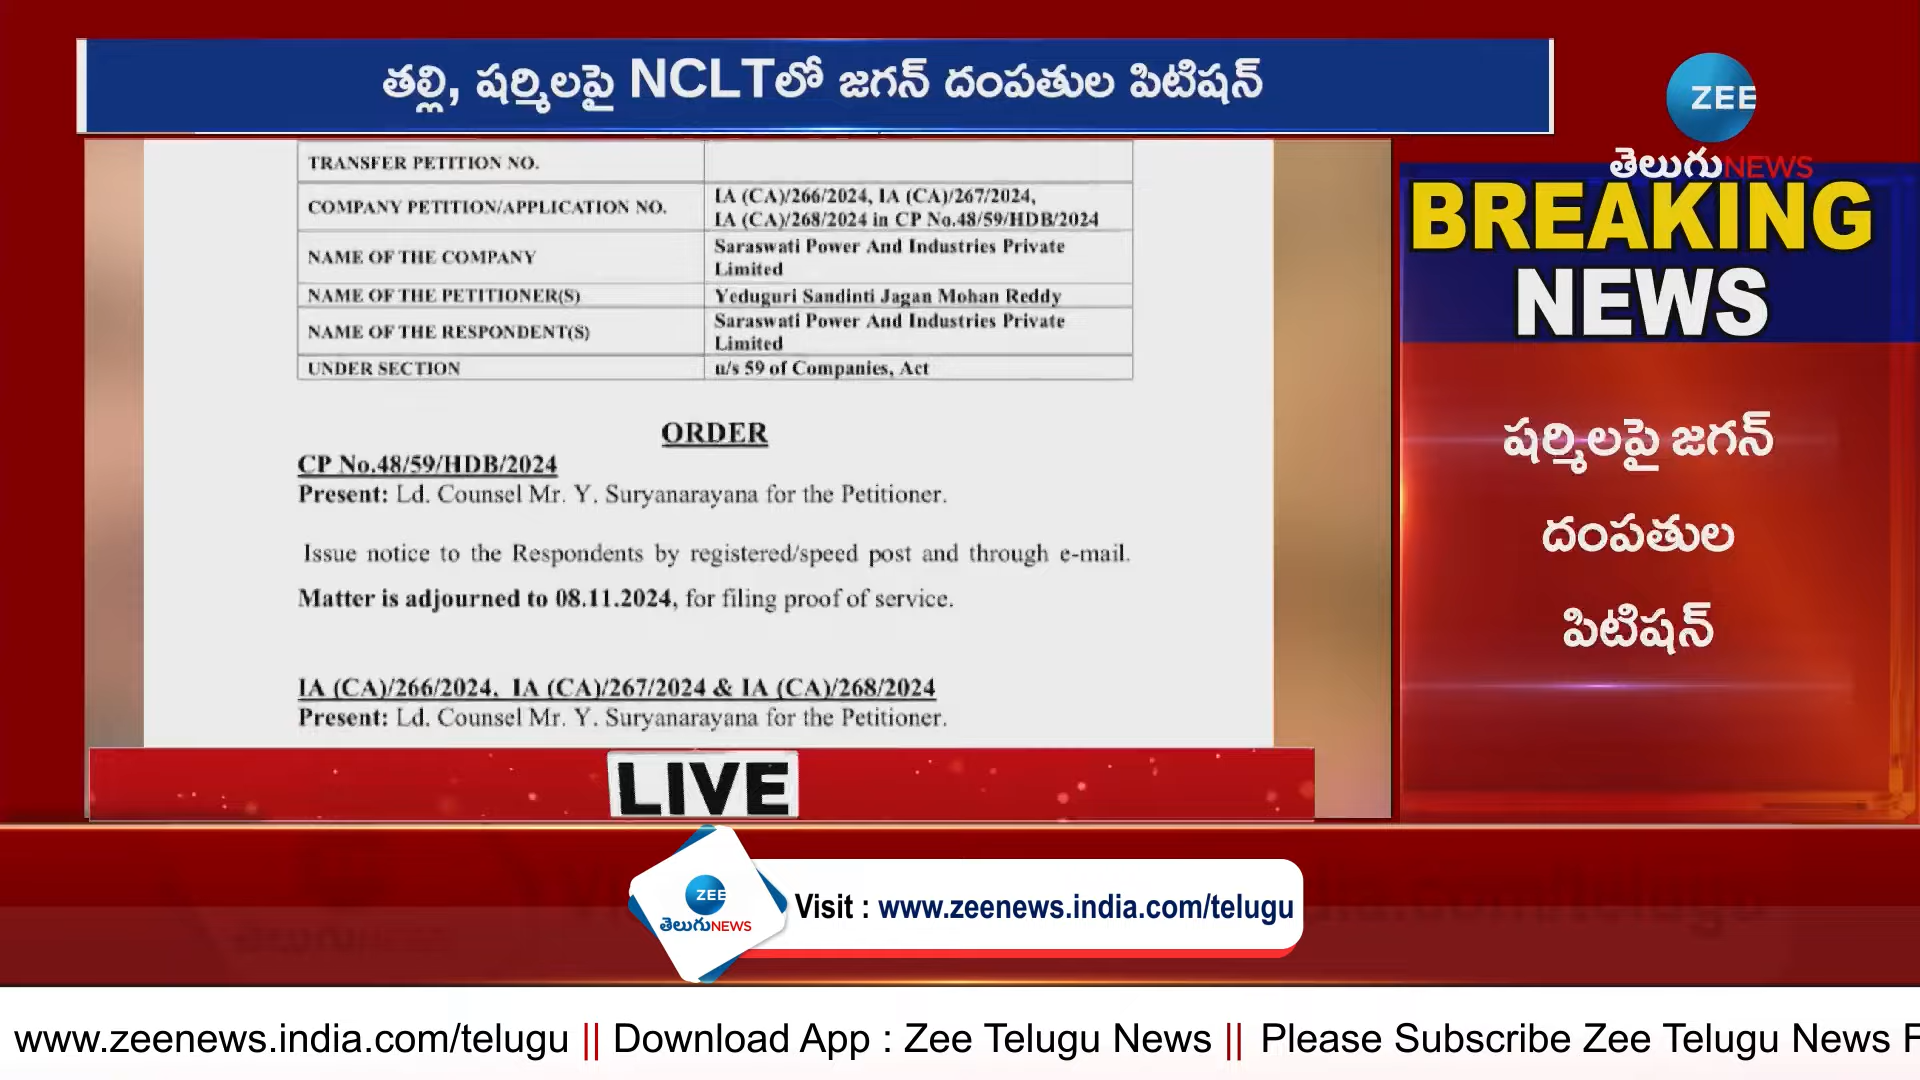 తల్లి, షర్మిలపై NCLTలో జగన్ దంపతుల పిటిషన్
ZEE
తెలుగు NEWS
TRANSFER PETITION NO.
COMPANY PETITION/APPLICATION NO.
IA (CA)/266/2024, IA (CA)/267/2024,
IA (CA)/268/2024 in CP No.48/59/HDB/2024
NAME OF THE COMPANY
Saraswati Power And Industries Private
Limited
NAME OF THE PETITIONER(S)
Yeduguri Sandinti Jagan Mohan Reddy
NAME OF THE RESPONDENT(S)
Saraswati Power And Industries Private
Limited
UNDER SECTION
u/s 59 of Companies, Act
ORDER
CP No.48/59/HDB/2024
Present: Ld. Counsel Mr. Y. Suryanarayana for the Petitioner.
Issue notice to the Respondents by registered/speed post and through e-mail.
Matter is adjourned to 08.11.2024, for filing proof of service.
IA (CA)/266/2024, IA (CA)/267/2024 & IA (CA)/268/2024
Present: Ld. Counsel Mr. Y. Suryanarayana for the Petitioner.
BREAKING
NEWS
షర్మిలపై జగన్
దంపతుల
పిటిషన్
LIVE
ZEE
తెలుగు NEWS
Visit : www.zeenews.india.com/telugu
www.zeenews.india.com/telugu || Download App : Zee Telugu News || Please Subscribe Zee Telugu News